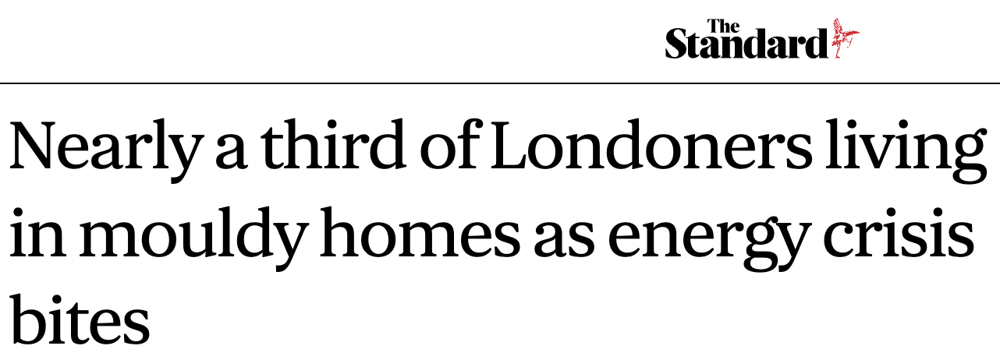 The
Standard
Nearly a third of Londoners living
in mouldy homes as energy crisis
bites